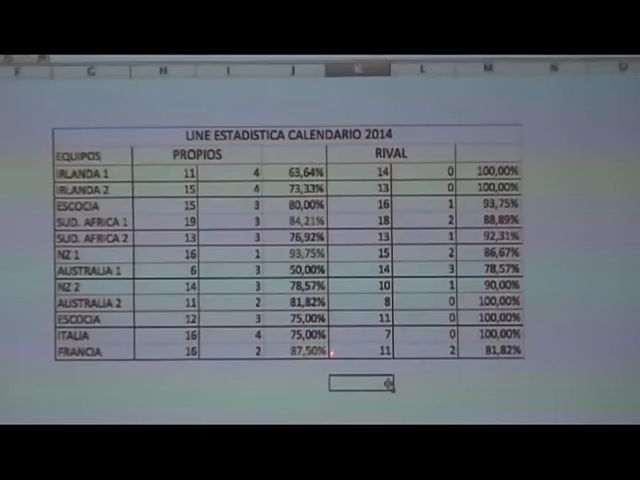 F G H I J K L M N O
LINE ESTADISTICA CALENDARIO 2014
EQUIPOS PROPIOS RIVAL
IRLANDA 1 11 4 63,64% 14 0 100,00%
IRLANDA 2 15 4 73,33% 13 0 100,00%
ESCOCIA 15 3 80,00% 16 1 93,75%
SUD. AFRICA 1 19 3 84,21% 18 2 88,89%
SUD. AFRICA 2 13 3 76,92% 13 1 92,31%
NZ 1 16 1 93,75% 15 2 86,67%
AUSTRALIA 1 6 3 50,00% 14 3 78,57%
NZ 2 14 3 78,57% 10 1 90,00%
AUSTRALIA 2 11 2 81,82% 8 0 100,00%
ESCOCIA 12 3 75,00% 11 0 100,00%
ITALIA 16 4 75,00% 7 0 100,00%
FRANCIA 16 2 87,50% 11 2 81,82%